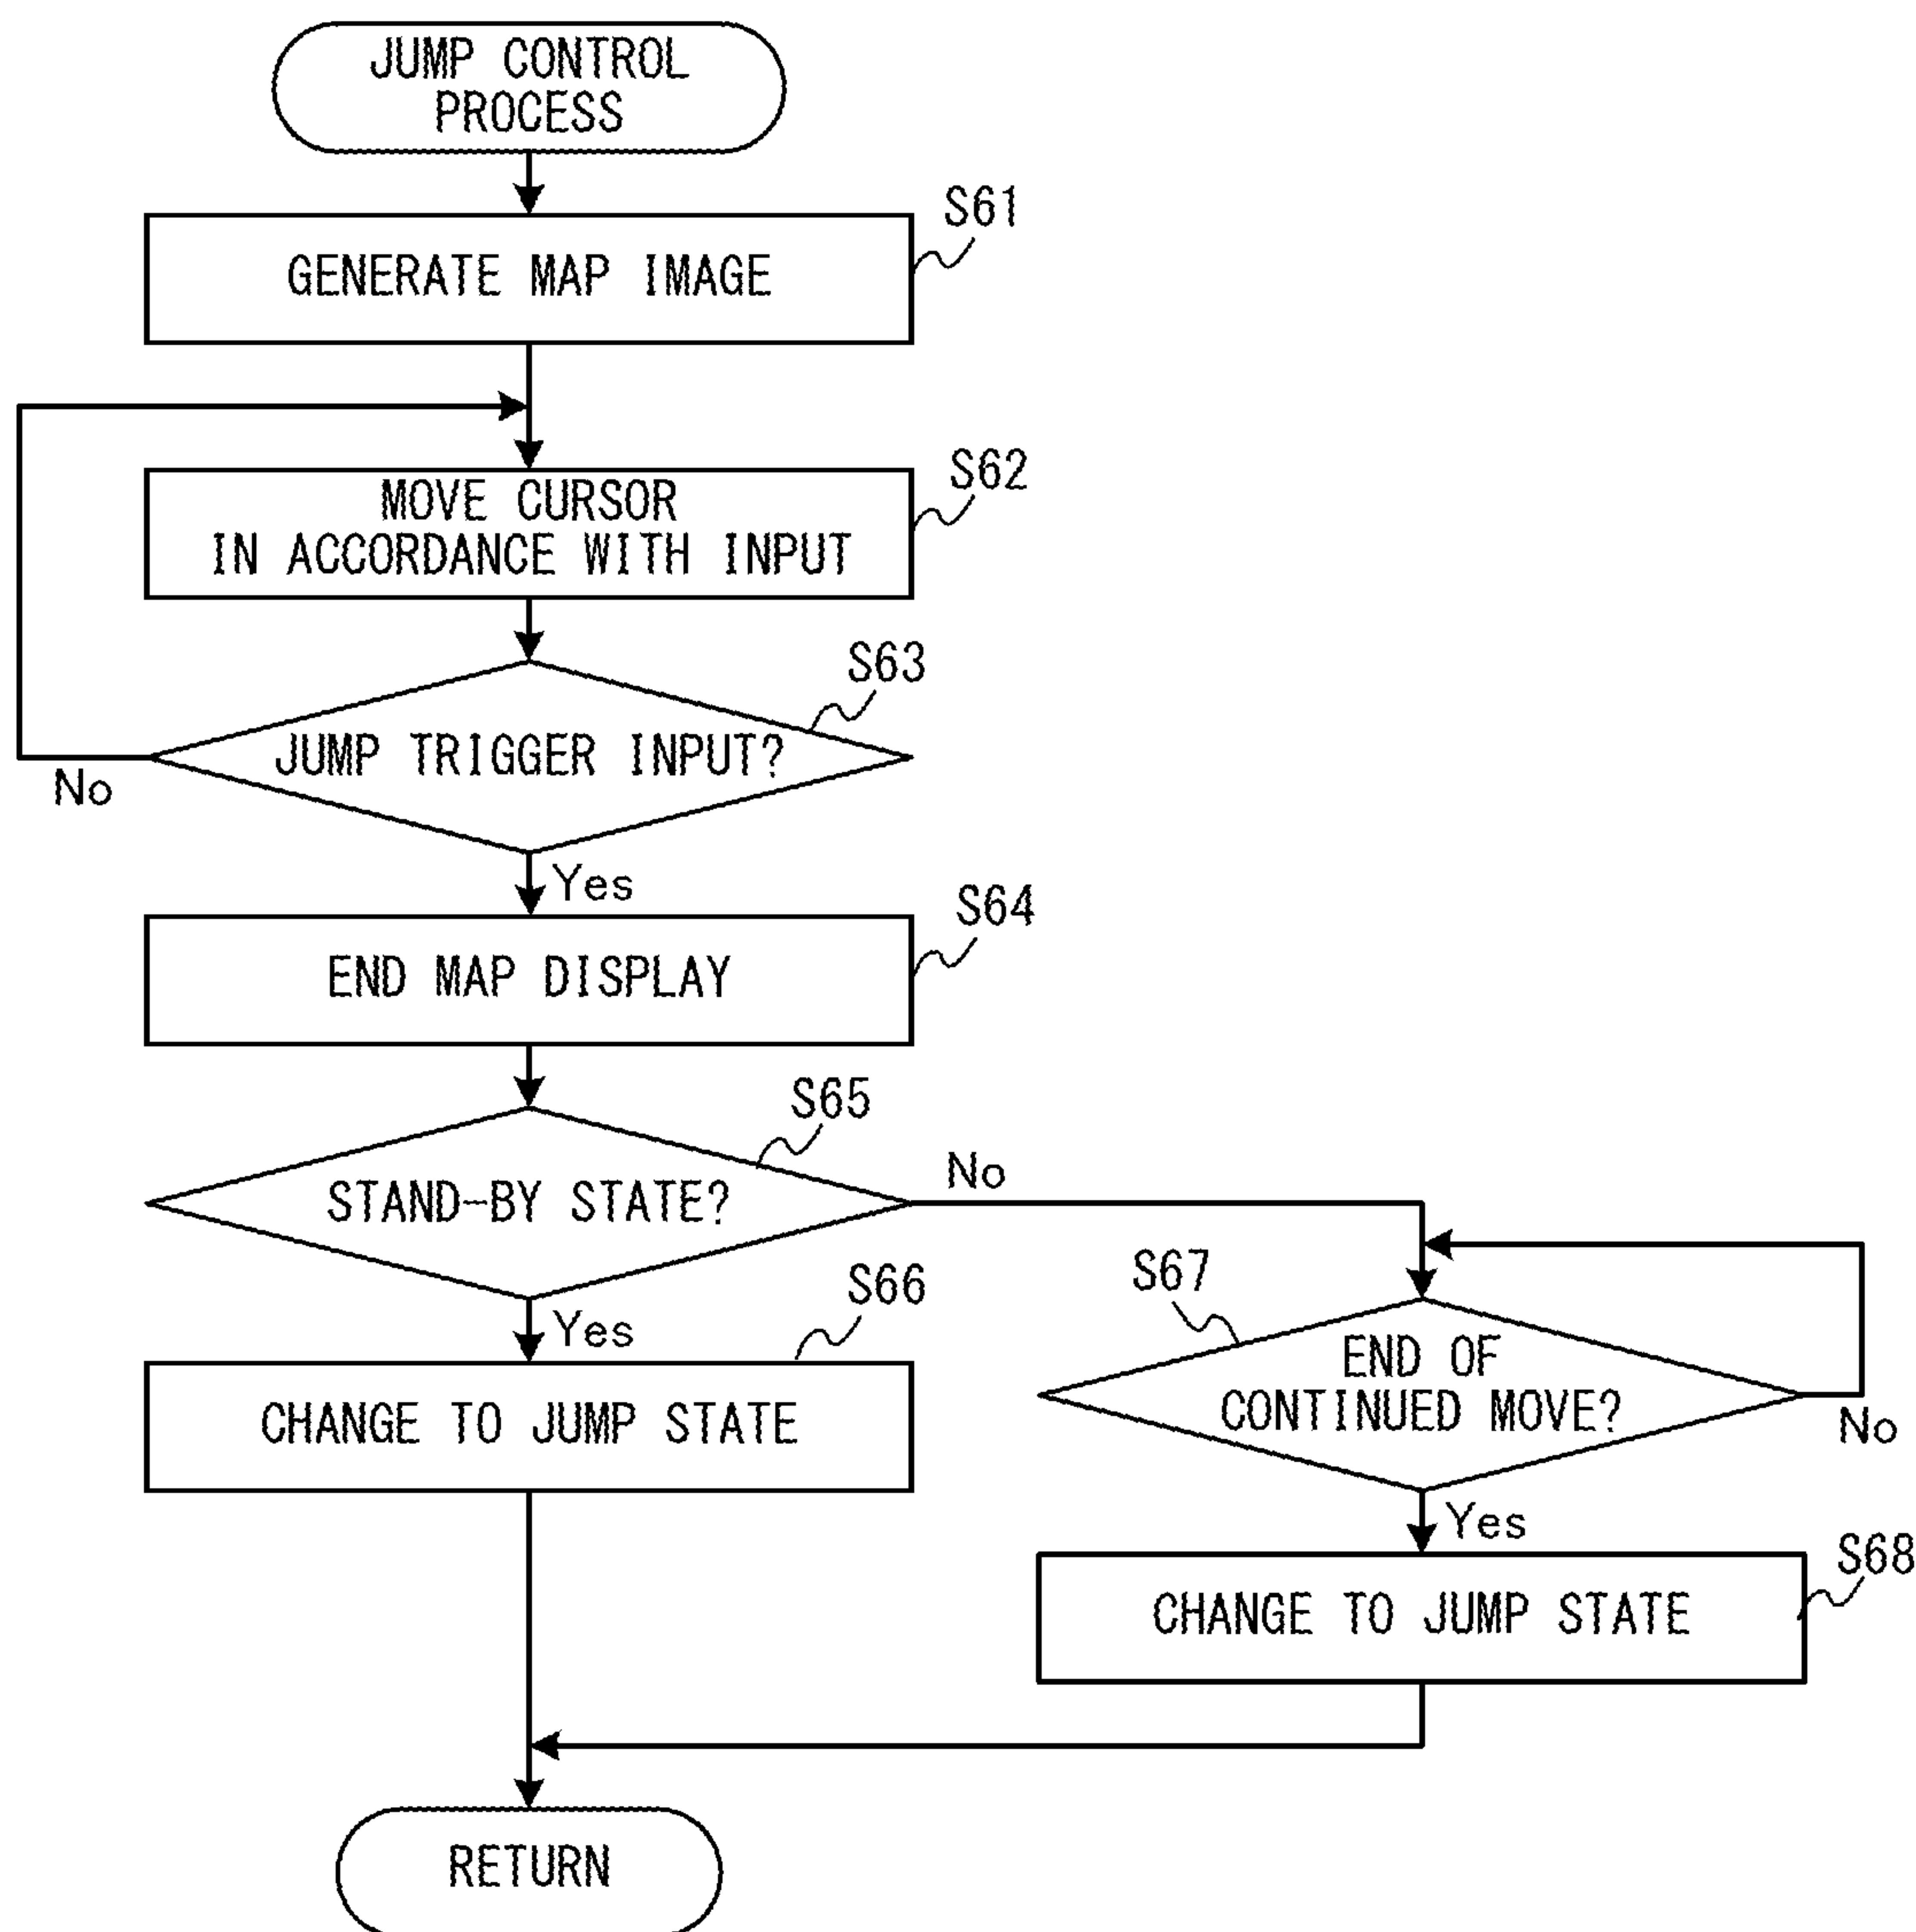 JUMP CONTROL
PROCESS
S61
GENERATE MAP IMAGE
S62
MOVE CURSOR
IN ACCORDANCE WITH INPUT
S63
JUMP TRIGGER INPUT?
No
Yes
S64
END MAP DISPLAY
S65
STAND-BY STATE?
No
Yes
S66
CHANGE TO JUMP STATE
S67
END OF
CONTINUED MOVE?
No
Yes
S68
CHANGE TO JUMP STATE
RETURN